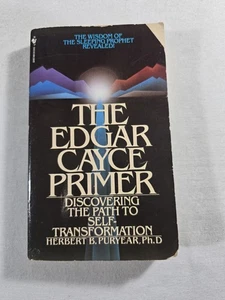 THE WISDOM OF
THE SLEEPING PROPHET
REVEALED!
THE
EDGAR
CAYCE
PRIMER
DISCOVERING
THE PATH TO
SELF-
TRANSFORMATION
HERBERT B. PURYEAR, Ph.D